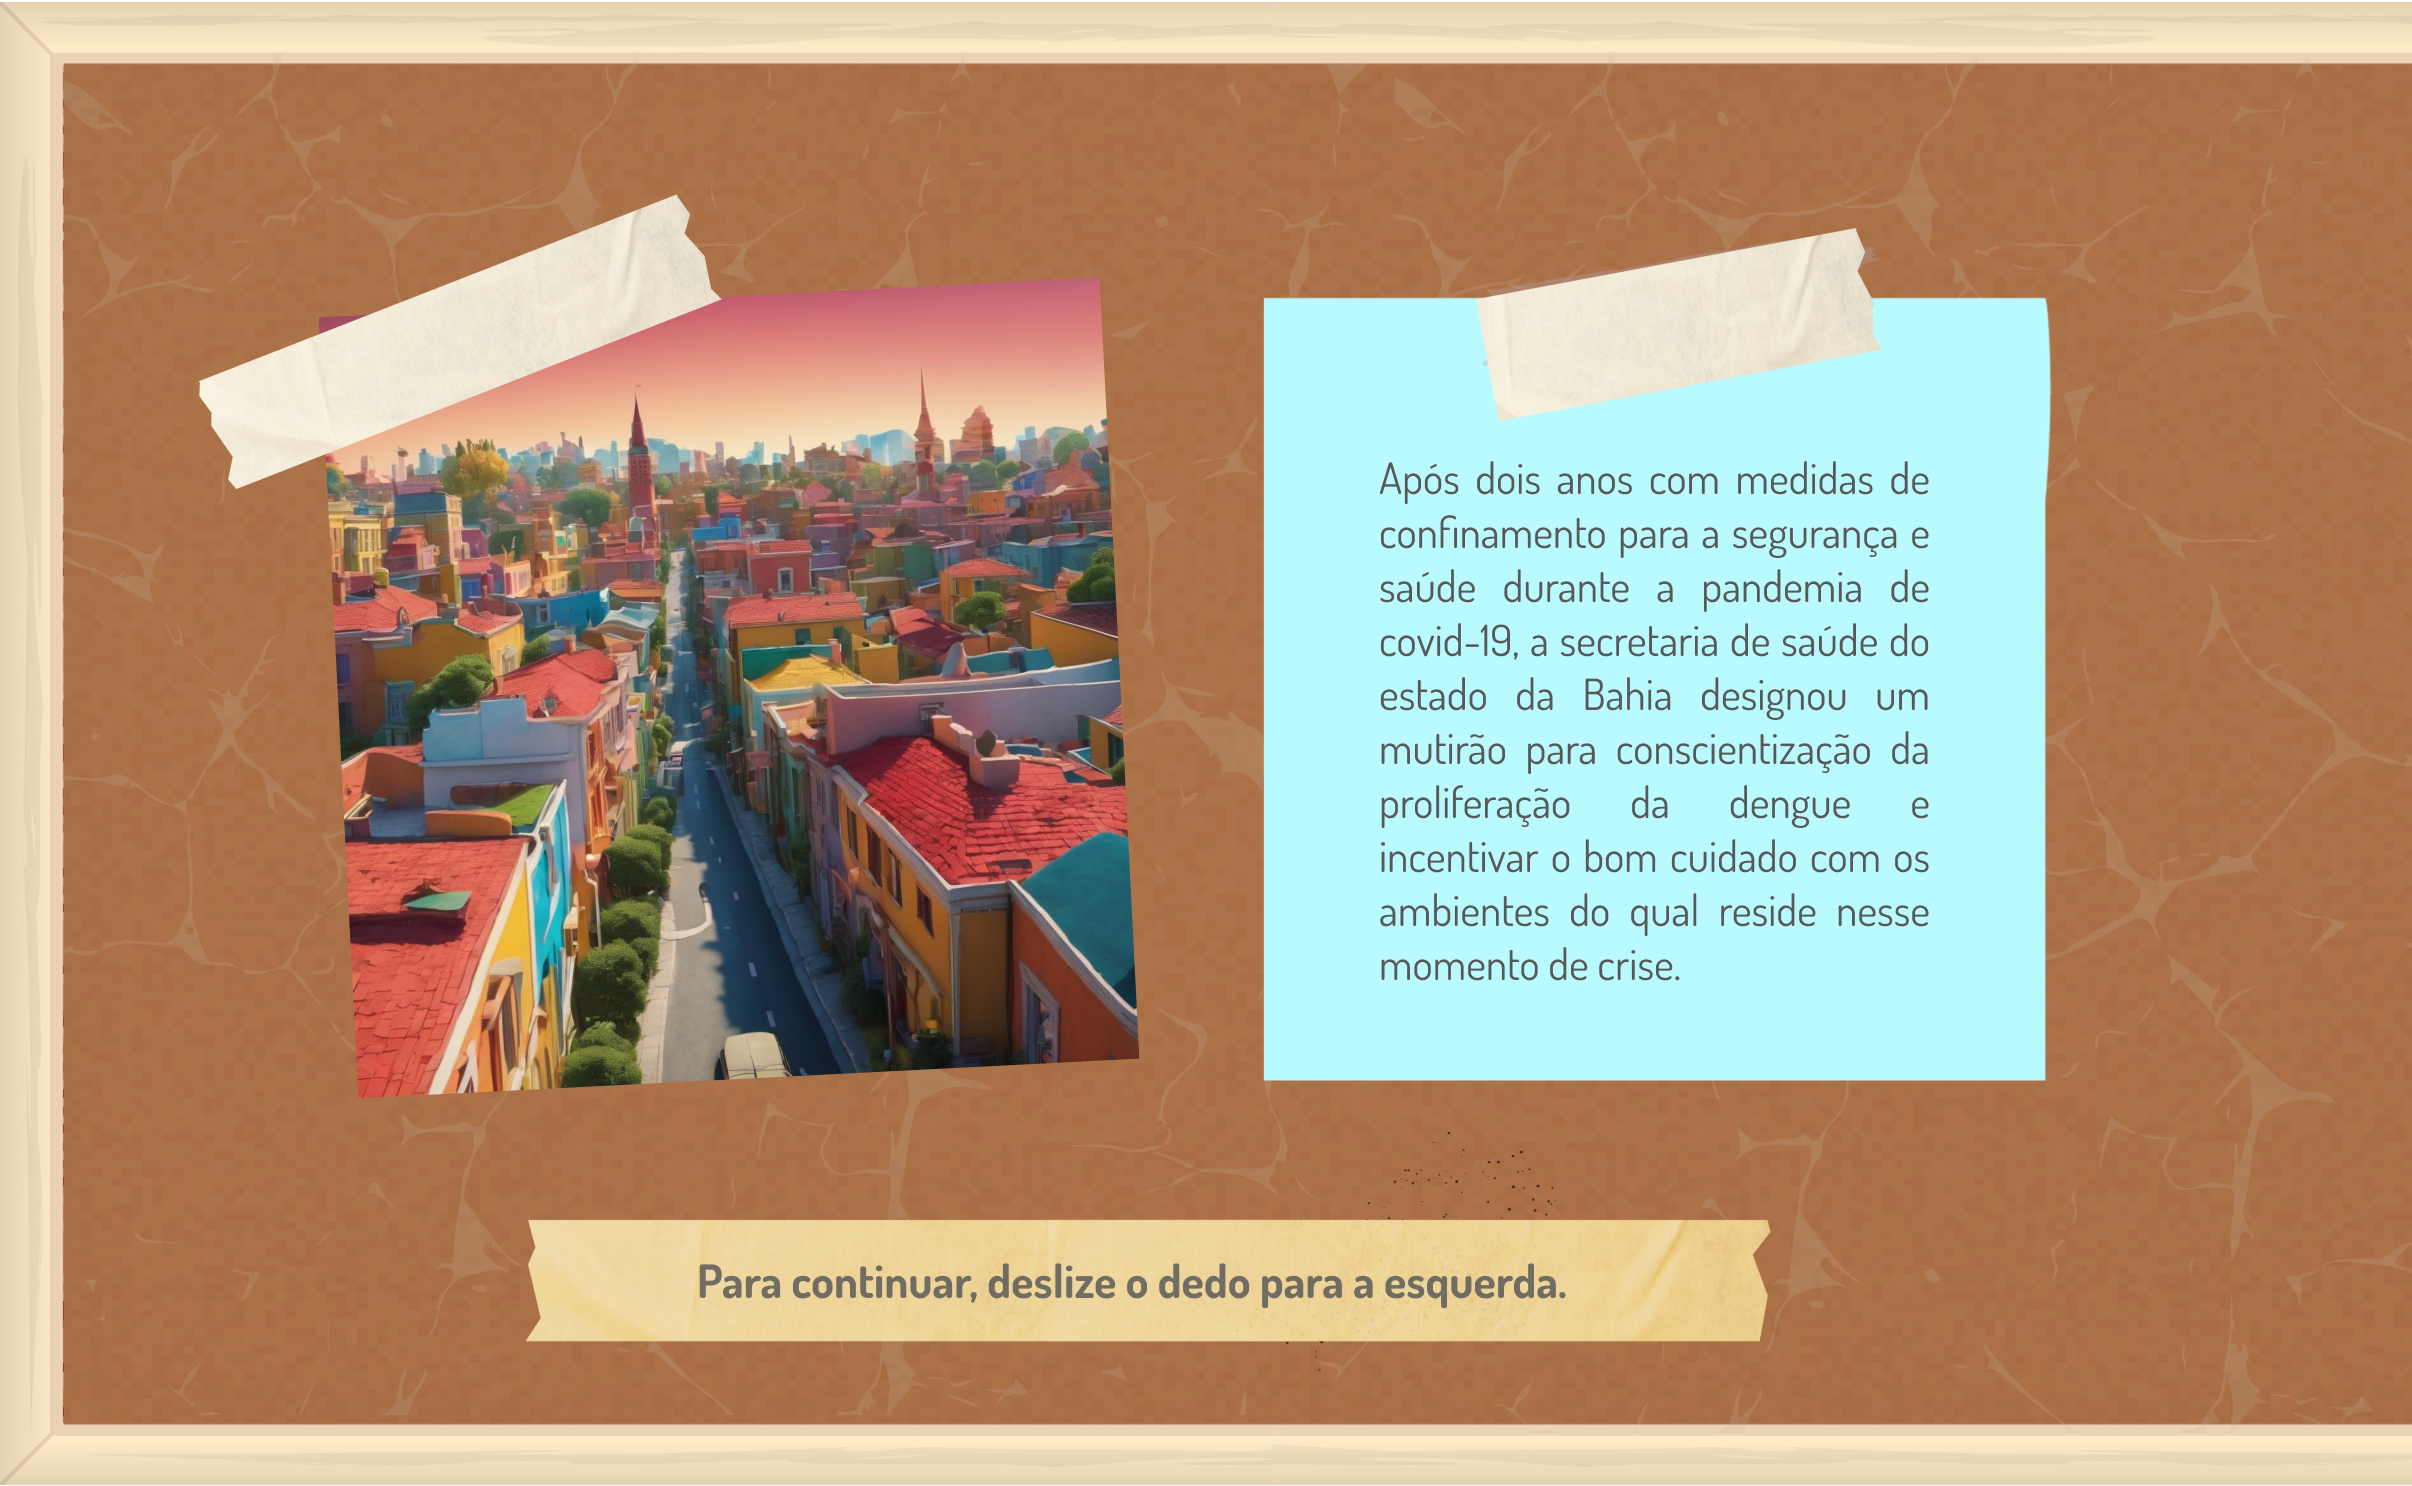 Após dois anos com medidas de
confinamento para a segurança e
saúde durante a pandemia de
covid-19, a secretaria de saúde do
estado da Bahia designou um
mutirão para conscientização da
proliferação da dengue e
incentivar o bom cuidado com os
ambientes do qual reside nesse
momento de crise.
Para continuar, deslize o dedo para a esquerda.